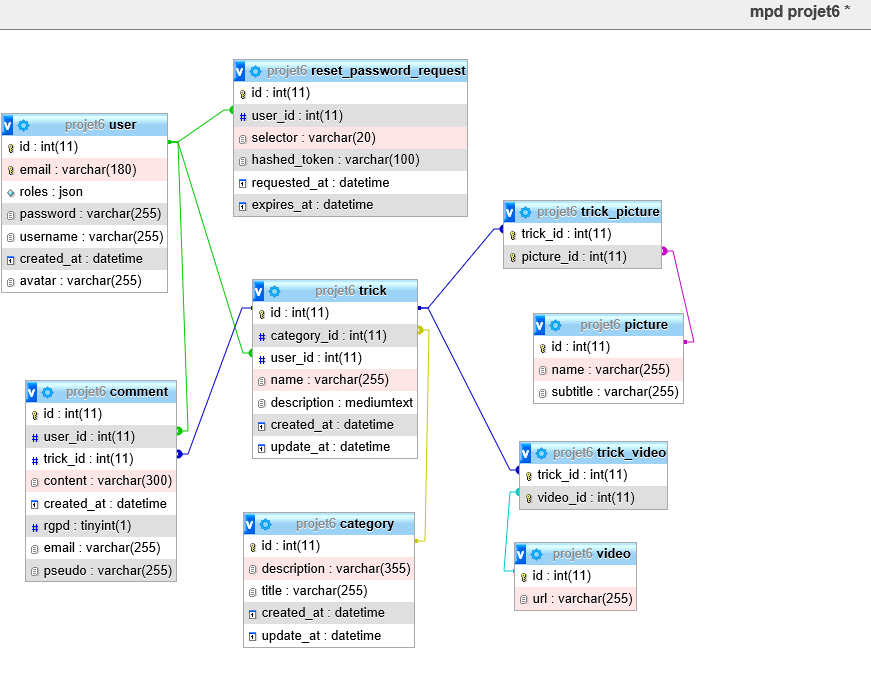 mpd projet6 *
projet6 reset_password_request
id : int(11)
user_id : int(11)
selector : varchar(20)
hashed_token : varchar(100)
requested_at : datetime
expires_at : datetime
projet6 user
id : int(11)
email : varchar(180)
roles : json
password : varchar(255)
username : varchar(255)
created_at : datetime
avatar : varchar(255)
projet6 trick_picture
trick_id : int(11)
picture_id : int(11)
projet6 trick
id : int(11)
category_id : int(11)
user_id : int(11)
name : varchar(255)
description : mediumtext
created_at : datetime
update_at : datetime
projet6 picture
id : int(11)
name : varchar(255)
subtitle : varchar(255)
projet6 comment
id : int(11)
user_id : int(11)
trick_id : int(11)
content : varchar(300)
created_at : datetime
rgpd : tinyint(1)
email : varchar(255)
pseudo : varchar(255)
projet6 trick_video
trick_id : int(11)
video_id : int(11)
projet6 category
id : int(11)
description : varchar(355)
title : varchar(255)
created_at : datetime
update_at : datetime
projet6 video
id : int(11)
url : varchar(255)